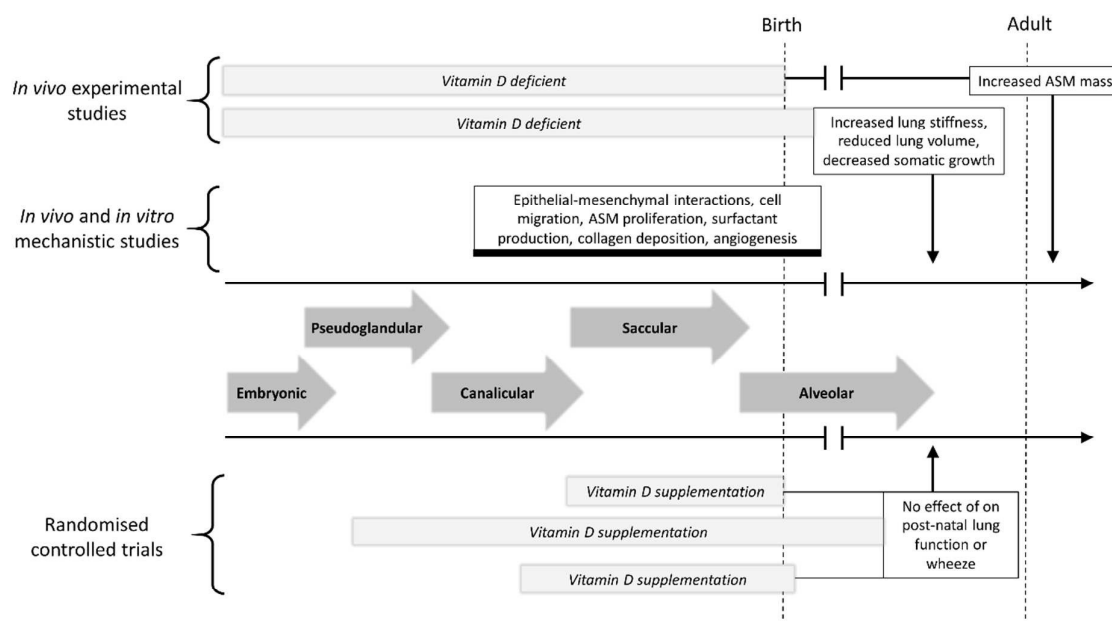 Birth
Adult
In vivo experimental
studies
Vitamin D deficient
Increased ASM mass
Vitamin D deficient
Increased lung stiffness,
reduced lung volume,
decreased somatic growth
In vivo and in vitro
mechanistic studies
Epithelial-mesenchymal interactions, cell
migration, ASM proliferation, surfactant
production, collagen deposition, angiogenesis
Pseudoglandular
Saccular
Embryonic
Canalicular
Alveolar
Randomised
controlled trials
Vitamin D supplementation
Vitamin D supplementation
Vitamin D supplementation
No effect of on
post-natal lung
function or
wheeze